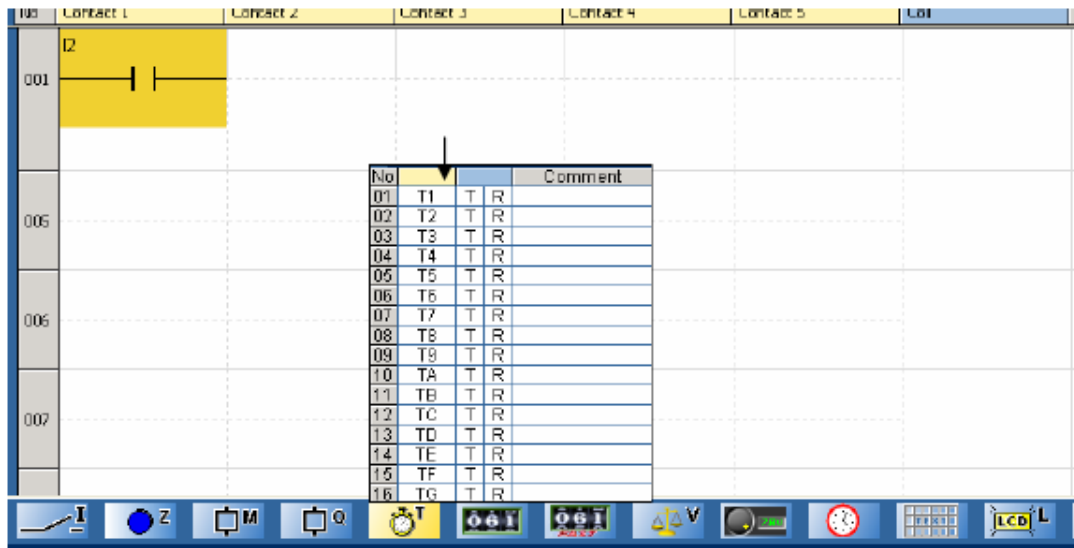 No Contact 1 Contact 2 Contact 3 Contact 4 Contact 5 Coil
I2
001
No Comment
01 T1 T R
02 T2 T R
005 03 T3 T R
04 T4 T R
05 T5 T R
06 T6 T R
006 07 T7 T R
08 T8 T R
09 T9 T R
10 TA T R
11 TB T R
007 12 TC T R
13 TD T R
14 TE T R
15 TF T R
16 TG T R
I Z M Q T 061 061 V L
LCD